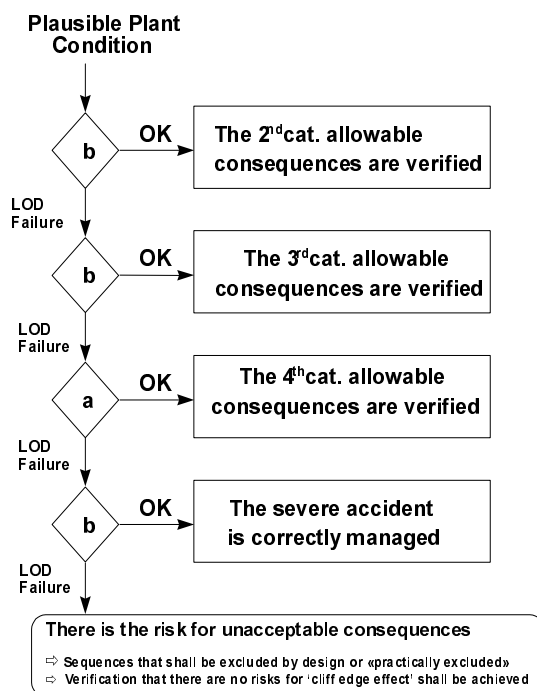 Plausible Plant
Condition
b
OK
The 2nd cat. allowable
consequences are verified
LOD
Failure
b
OK
The 3rd cat. allowable
consequences are verified
LOD
Failure
a
OK
The 4th cat. allowable
consequences are verified
LOD
Failure
b
OK
The severe accident
is correctly managed
LOD
Failure
There is the risk for unacceptable consequences
⇨ Sequences that shall be excluded by design or «practically excluded»
⇨ Verification that there are no risks for ‘cliff edge effect’ shall be achieved